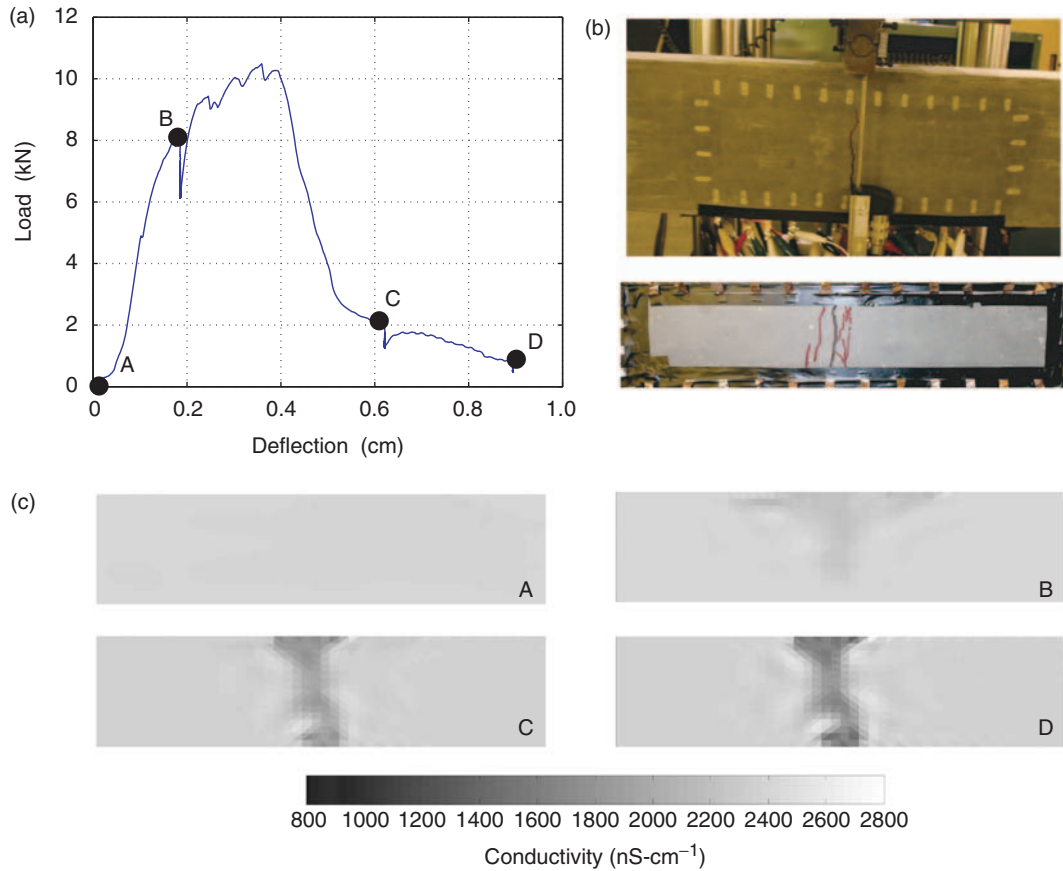 (a)
12
10
8
6
4
2
0
Load (kN)
A
B
C
D
0 0.2 0.4 0.6 0.8 1.0
Deflection (cm)
(b)
(c)
A
B
C
D
800 1000 1200 1400 1600 1800 2000 2200 2400 2600 2800
Conductivity (nS-cm⁻¹)